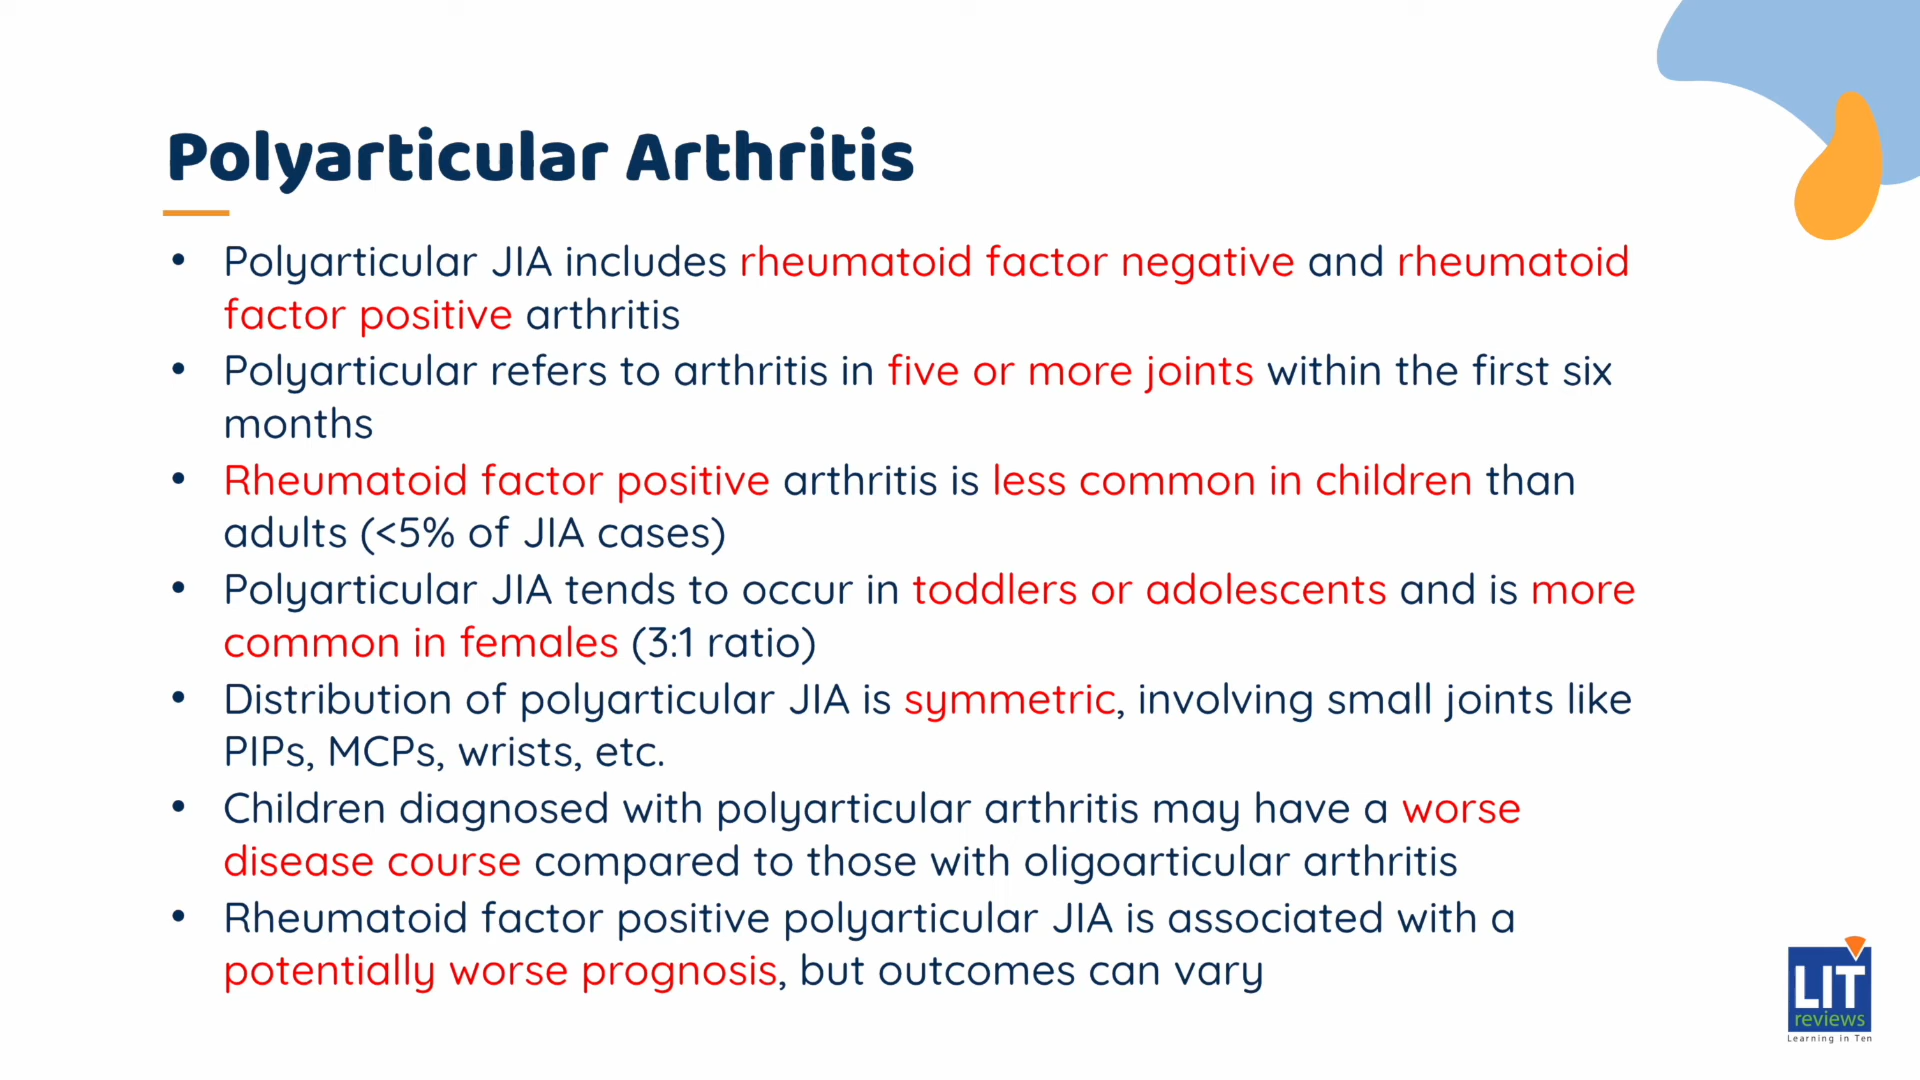 Polyarticular Arthritis
• Polyarticular JIA includes rheumatoid factor negative and rheumatoid
factor positive arthritis
• Polyarticular refers to arthritis in five or more joints within the first six
months
• Rheumatoid factor positive arthritis is less common in children than
adults (<5% of JIA cases)
• Polyarticular JIA tends to occur in toddlers or adolescents and is more
common in females (3:1 ratio)
• Distribution of polyarticular JIA is symmetric, involving small joints like
PIPs, MCPs, wrists, etc.
• Children diagnosed with polyarticular arthritis may have a worse
disease course compared to those with oligoarticular arthritis
• Rheumatoid factor positive polyarticular JIA is associated with a
potentially worse prognosis, but outcomes can vary
LIT
reviews
Learning in Ten